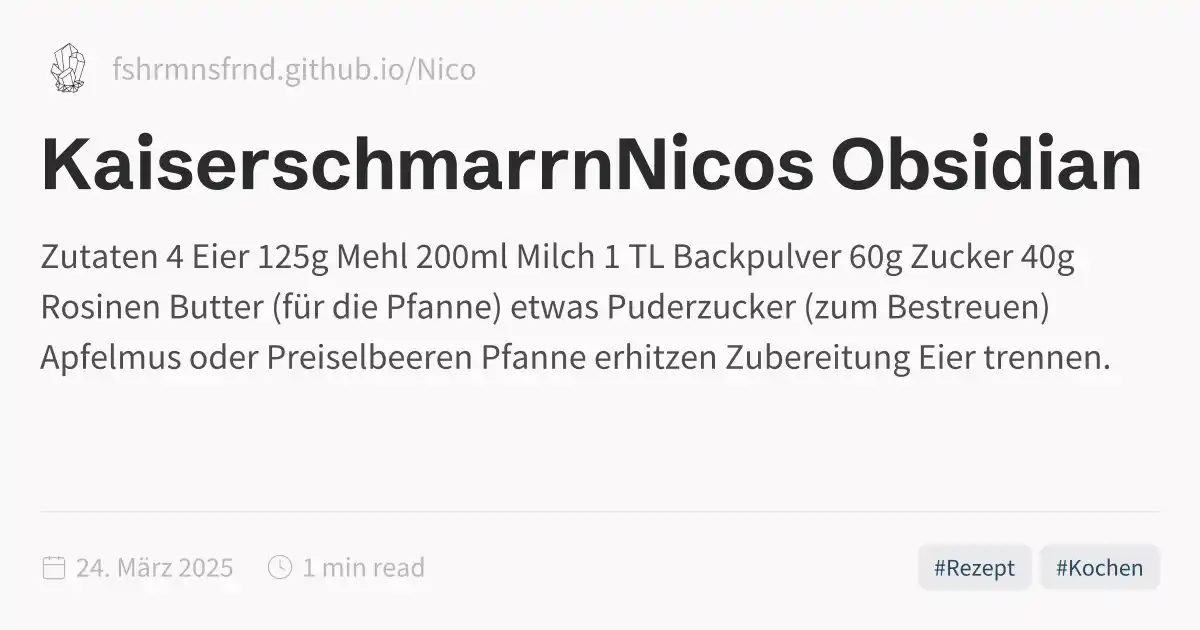 fshrmnsfrnd.github.io/Nico
KaiserschmarrnNicos Obsidian
Zutaten 4 Eier 125g Mehl 200ml Milch 1 TL Backpulver 60g Zucker 40g
Rosinen Butter (für die Pfanne) etwas Puderzucker (zum Bestreuen)
Apfelmus oder Preiselbeeren Pfanne erhitzen Zubereitung Eier trennen.
24. März 2025 1 min read #Rezept #Kochen